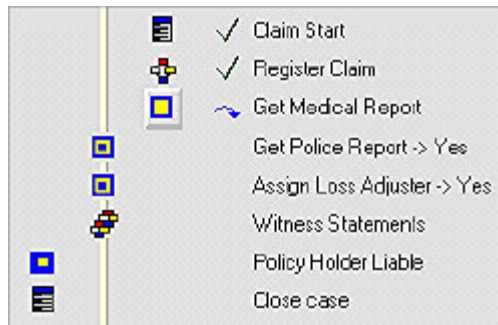 Claim Start
Register Claim
Get Medical Report
Get Police Report -> Yes
Assign Loss Adjuster -> Yes
Witness Statements
Policy Holder Liable
Close case